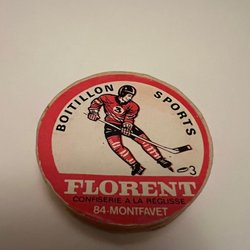 BOITILLON SPORTS
3
FLORENT
CONFISERIE A LA REGLISSE
84-MONTFAVET